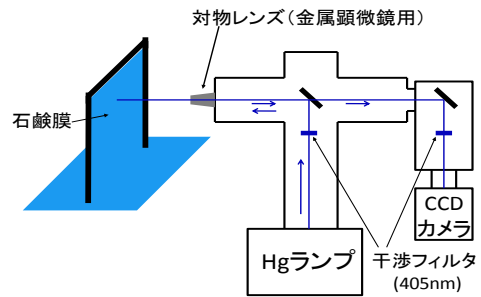 対物レンズ（金属顕微鏡用）
石鹸膜
CCD
カメラ
Hgランプ
干渉フィルタ
(405nm)